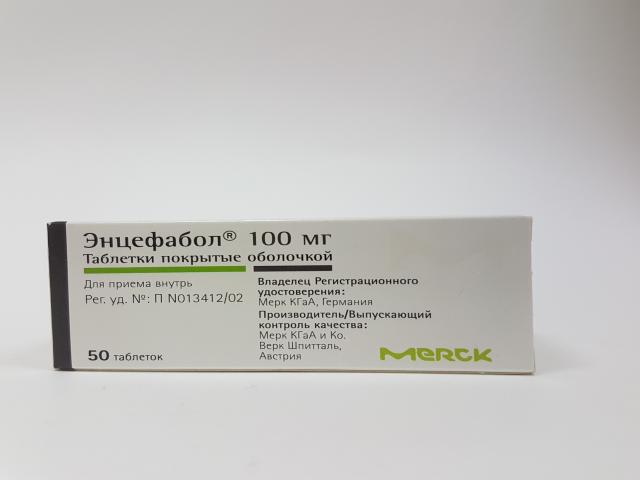 Энцефабол® 100 мг
Таблетки покрытые оболочкой
Для приема внутрь
Рег. уд. №: П N013412/02
50 таблеток
Владелец Регистрационного
удостоверения:
Мерк КГаА, Германия
Производитель/Выпускающий
контроль качества:
Мерк КГаА и Ко.
Верк Шпитталь,
Австрия
Merck